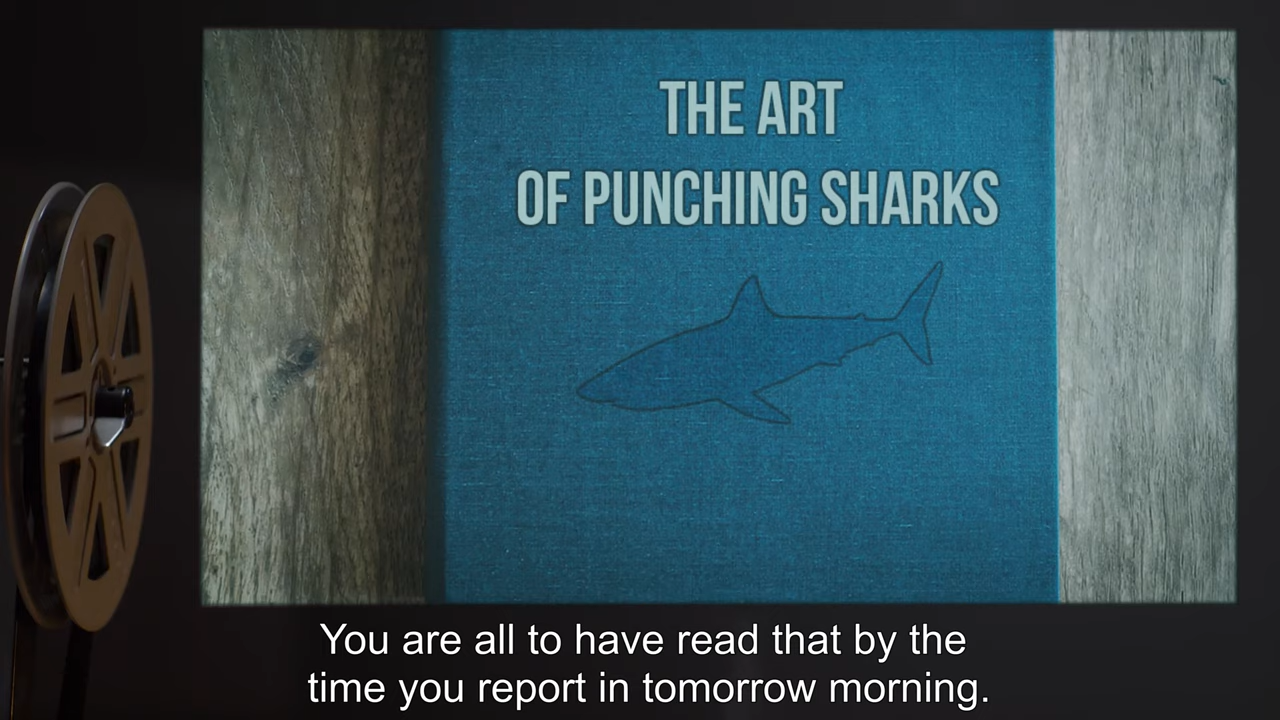 THE ART
OF PUNCHING SHARKS
You are all to have read that by the
time you report in tomorrow morning.